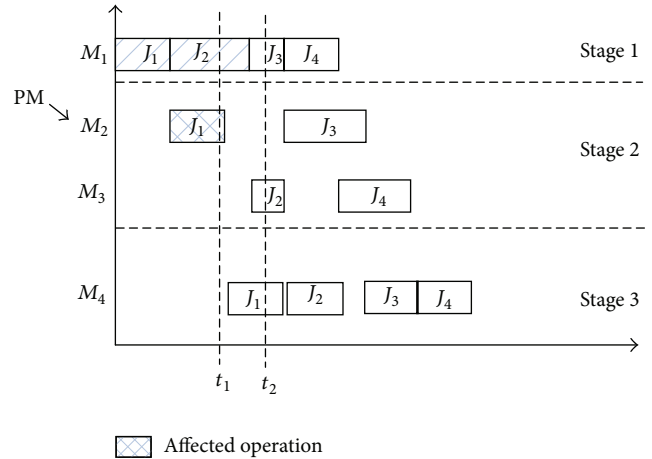 M1 J1 J2 J3 J4 Stage 1
PM
M2 J1 J3
Stage 2
M3 J2 J4
M4 J1 J2 J3 J4 Stage 3
t1 t2
Affected operation